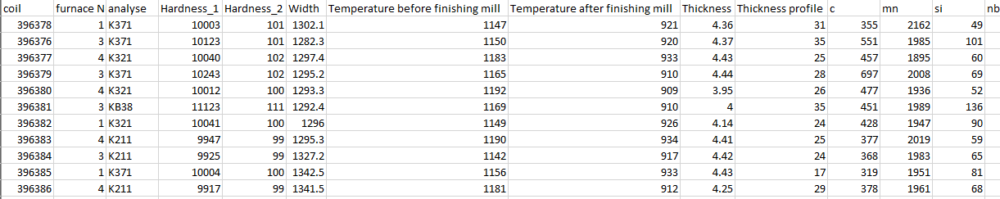 coil furnace N analyse Hardness_1 Hardness_2 Width Temperature before finishing mill Temperature after finishing mill Thickness Thickness profile c mn si nb
396378 1 K371 10003 101 1302.1 1147 921 4.36 31 355 2162 49
396376 3 K371 10123 101 1282.3 1150 920 4.37 35 551 1985 101
396377 4 K321 10040 102 1297.4 1183 933 4.43 25 457 1895 60
396379 3 K371 10243 102 1295.2 1165 910 4.44 28 697 2008 69
396380 4 K321 10012 100 1293.3 1192 909 3.95 26 477 1936 52
396381 3 KB38 11123 111 1292.4 1169 910 4 35 451 1989 136
396382 1 K321 10041 100 1296 1149 926 4.14 24 428 1947 90
396383 4 K211 9947 99 1295.3 1190 934 4.41 25 377 2019 59
396384 3 K211 9925 99 1327.2 1142 917 4.42 24 368 1983 65
396385 1 K371 10004 100 1342.5 1156 933 4.43 17 319 1951 81
396386 4 K211 9917 99 1341.5 1181 912 4.25 29 378 1961 68